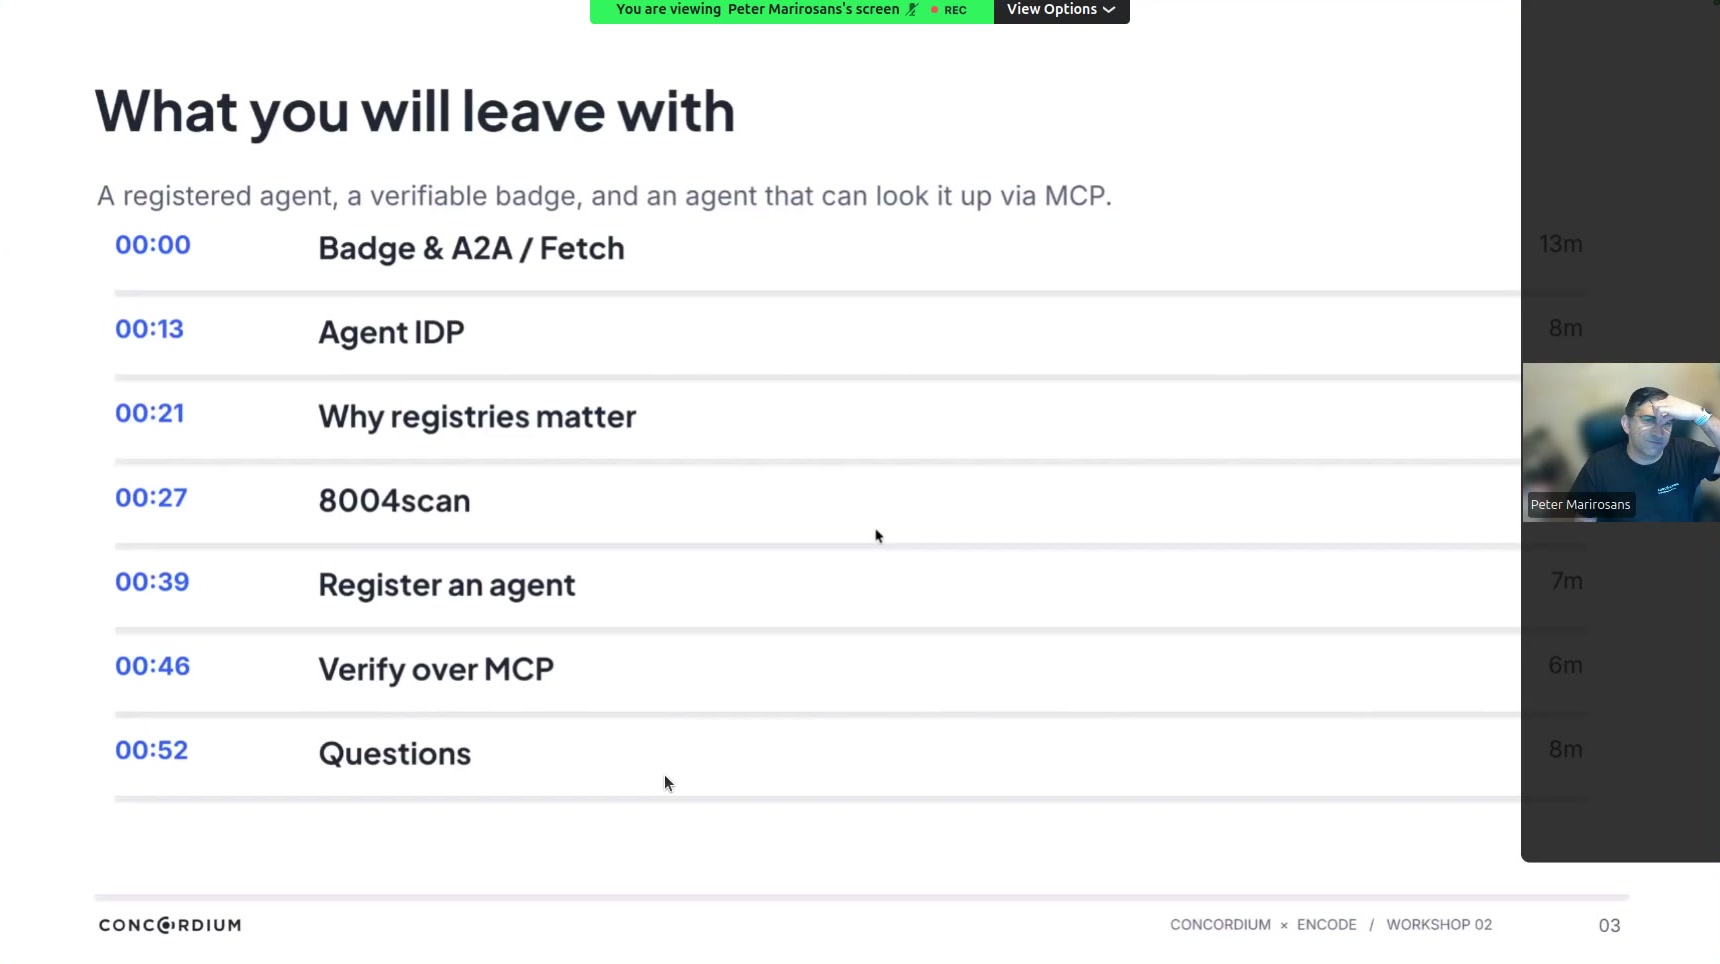 You are viewing Peter Marirosans's screen REC View Options
What you will leave with
A registered agent, a verifiable badge, and an agent that can look it up via MCP.
00:00 Badge & A2A / Fetch 13m
00:13 Agent IDP 8m
00:21 Why registries matter
00:27 8004scan
00:39 Register an agent 7m
00:46 Verify over MCP 6m
00:52 Questions 8m
Peter Marirosans
CONCORDIUM CONCORDIUM × ENCODE / WORKSHOP 02 03